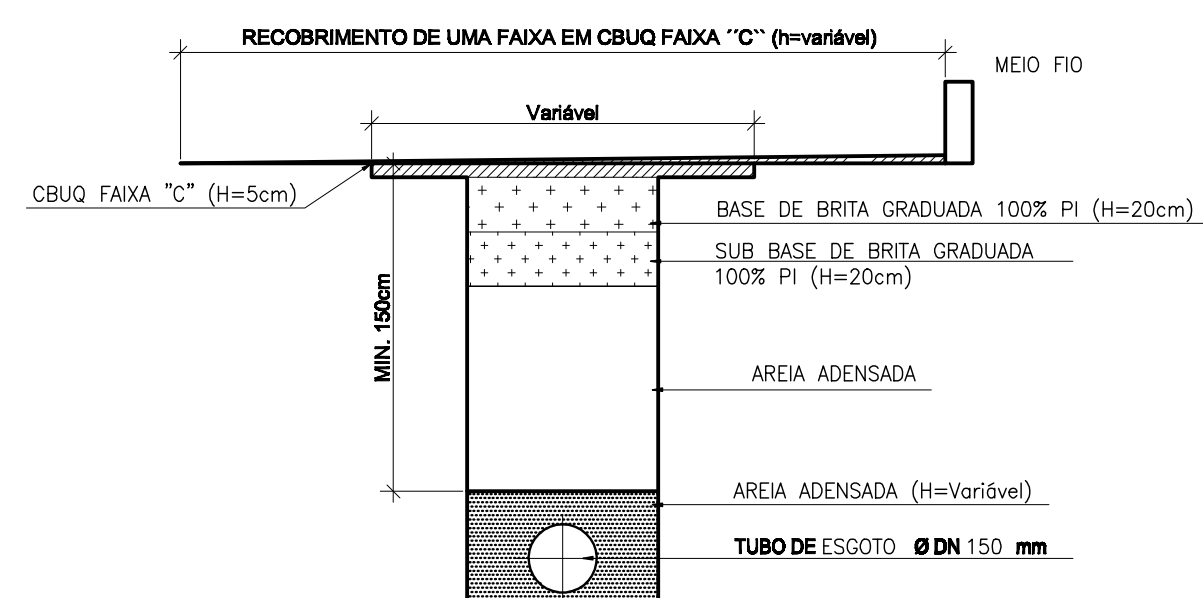 RECOBRIMENTO DE UMA FAIXA EM CBUQ FAIXA ´´C`` (h=variável)
MEIO FIO
Variável
CBUQ FAIXA "C" (H=5cm)
BASE DE BRITA GRADUADA 100% PI (H=20cm)
SUB BASE DE BRITA GRADUADA
100% PI (H=20cm)
MIN. 150cm
AREIA ADENSADA
AREIA ADENSADA (H=Variável)
TUBO DE ESGOTO Ø DN 150 mm